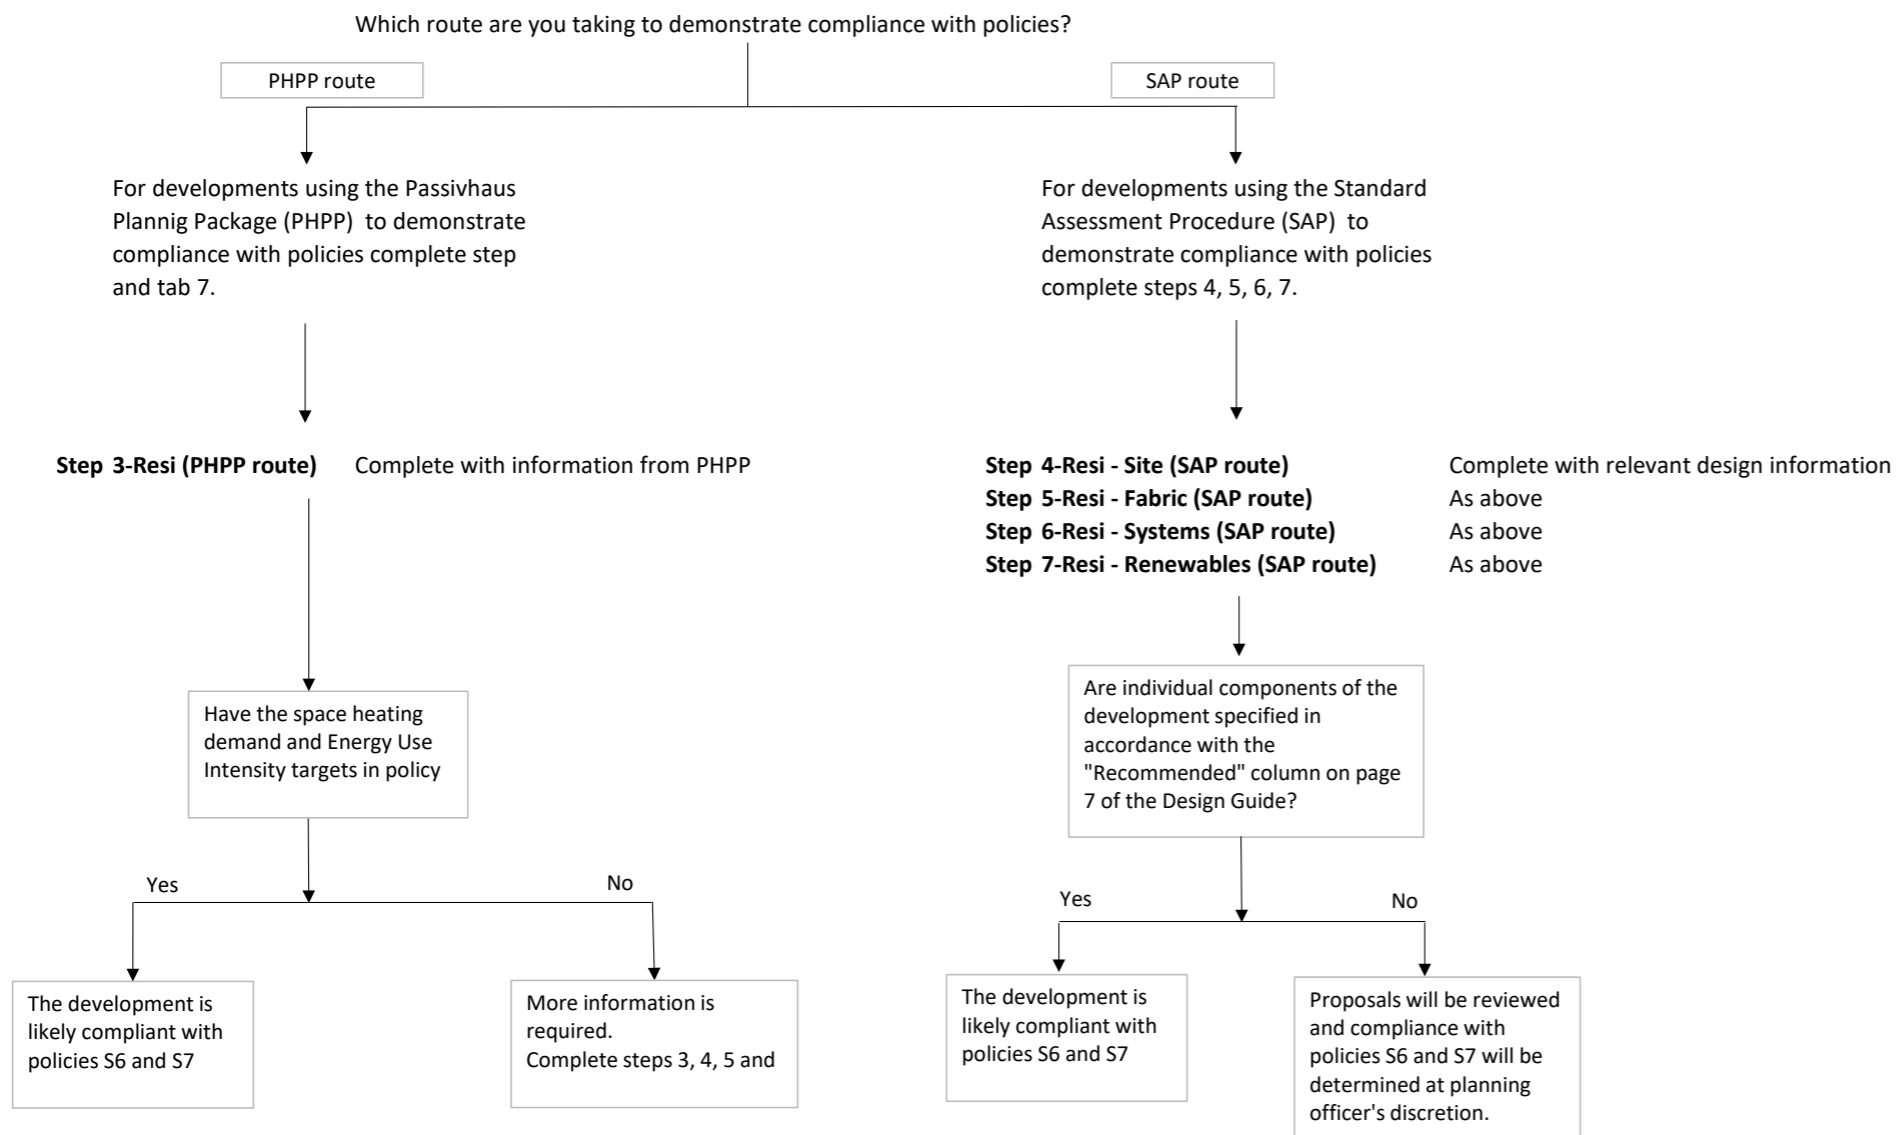 Which route are you taking to demonstrate compliance with policies?
PHPP route
SAP route
For developments using the Passivhaus
Plannig Package (PHPP) to demonstrate
compliance with policies complete step
and tab 7.
For developments using the Standard
Assessment Procedure (SAP) to
demonstrate compliance with policies
complete steps 4, 5, 6, 7.
Step 3-Resi (PHPP route) Complete with information from PHPP
Step 4-Resi - Site (SAP route) Complete with relevant design information
Step 5-Resi - Fabric (SAP route) As above
Step 6-Resi - Systems (SAP route) As above
Step 7-Resi - Renewables (SAP route) As above
Have the space heating
demand and Energy Use
Intensity targets in policy
Are individual components of the
development specified in
accordance with the
"Recommended" column on page
7 of the Design Guide?
Yes
No
Yes
No
The development is
likely compliant with
policies S6 and S7
More information is
required.
Complete steps 3, 4, 5 and
The development is
likely compliant with
policies S6 and S7
Proposals will be reviewed
and compliance with
policies S6 and S7 will be
determined at planning
officer's discretion.